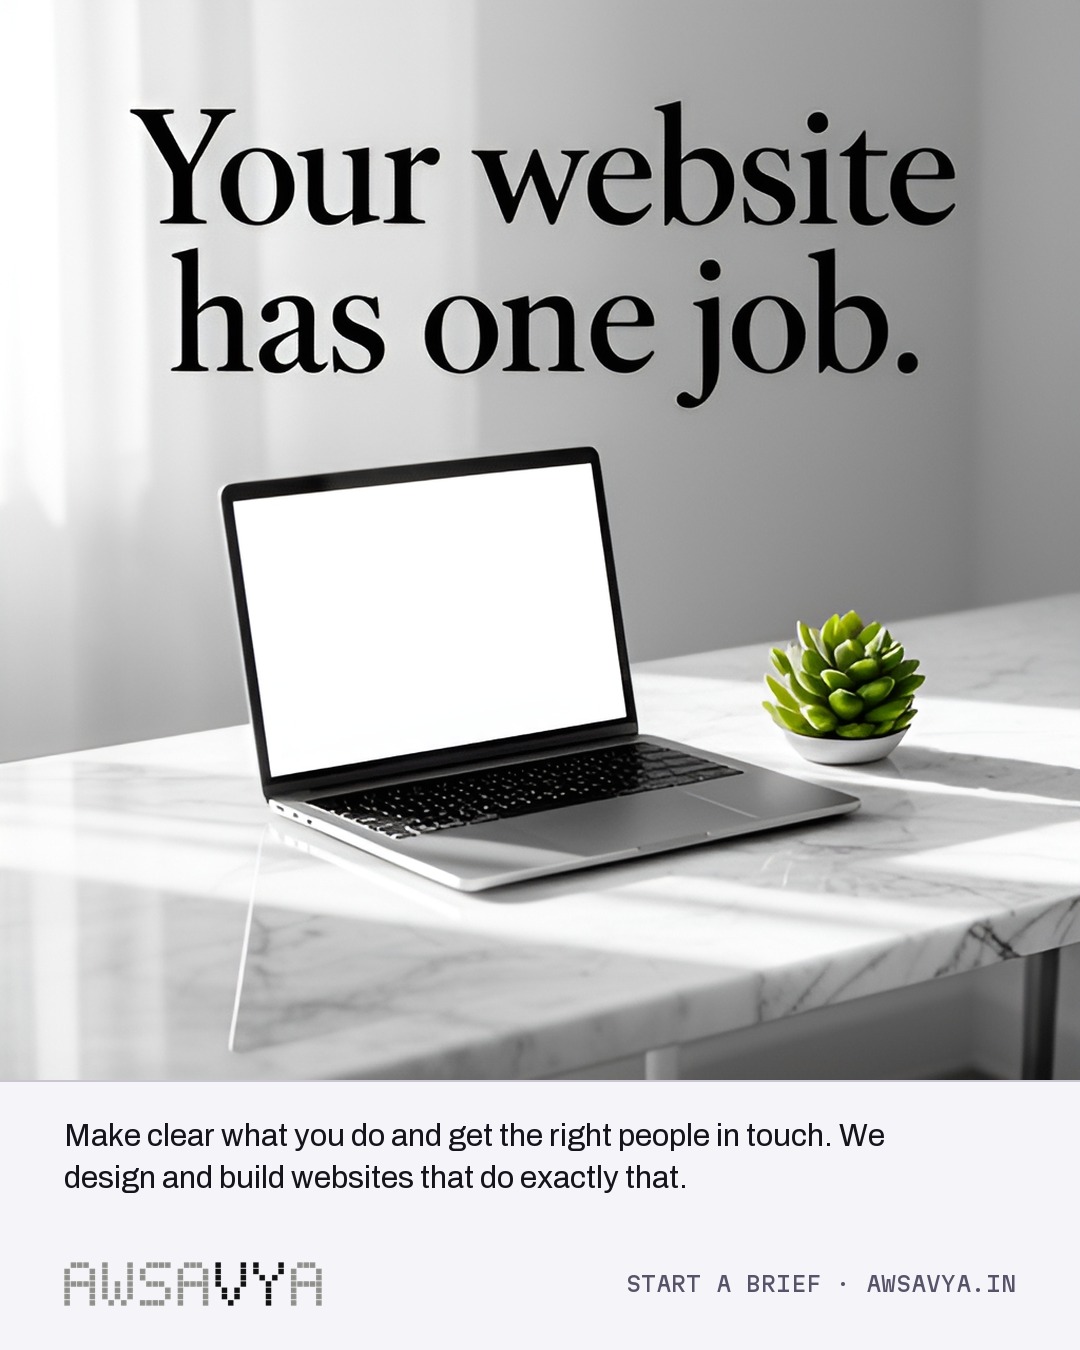 Your website
has one job.
Make clear what you do and get the right people in touch. We
design and build websites that do exactly that.
AWSAVYA
START A BRIEF · AWSAVYA.IN